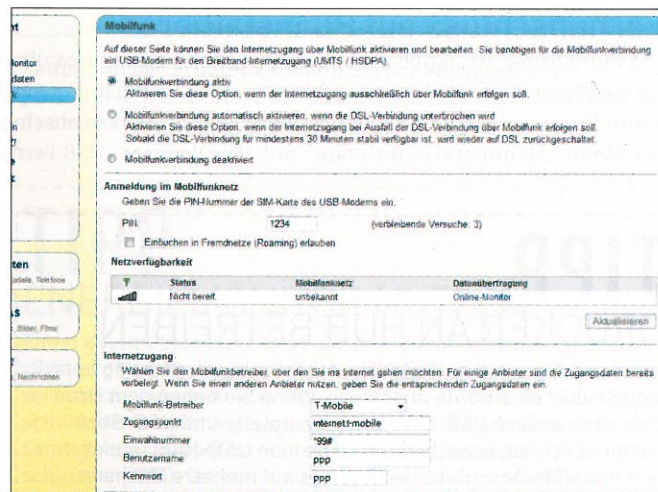 Mobilfunk
Auf dieser Seite können Sie den Internetzugang über Mobilfunk aktivieren und bearbeiten. Sie benötigen für die Mobilfunkverbindung
ein USB-Modem für den Breitband-Internetzugang (UMTS / HSDPA).
Mobilfunkverbindung aktiv
Aktivieren Sie diese Option, wenn der Internetzugang ausschließlich über Mobilfunk erfolgen soll.
Mobilfunkverbindung automatisch aktivieren, wenn die DSL-Verbindung unterbrochen wird
Aktivieren Sie diese Option, wenn der Internetzugang bei Ausfall der DSL-Verbindung über Mobilfunk erfolgen soll.
Sobald die DSL-Verbindung für mindestens 30 Minuten stabil verfügbar ist, wird wieder auf DSL zurückgeschaltet.
Mobilfunkverbindung deaktiviert
Anmeldung im Mobilfunknetz
Geben Sie die PIN-Nummer der SIM-Karte des USB-Modems ein.
PIN: 1234 (verbleibende Versuche: 3)
Einbuchen in Fremdnetze (Roaming) erlauben
Netzverfügbarkeit
Status Mobilfunknetz Datenübertragung
Nicht bereit unbekannt Online-Monitor
Aktualisieren
Internetzugang
Wählen Sie den Mobilfunkbetreiber, über den Sie ins Internet gehen möchten. Für einige Anbieter sind die Zugangsdaten bereits
vorbelegt. Wenn Sie einen anderen Anbieter nutzen, geben Sie die entsprechenden Zugangsdaten ein.
Mobilfunk-Betreiber T-Mobile
Zugangspunkt internet.t-mobile
Einwahlnummer *99#
Benutzername ppp
Kennwort ppp
onitor
daten
ten
Telefone
AS
Bilder, Filme
Nachrichten